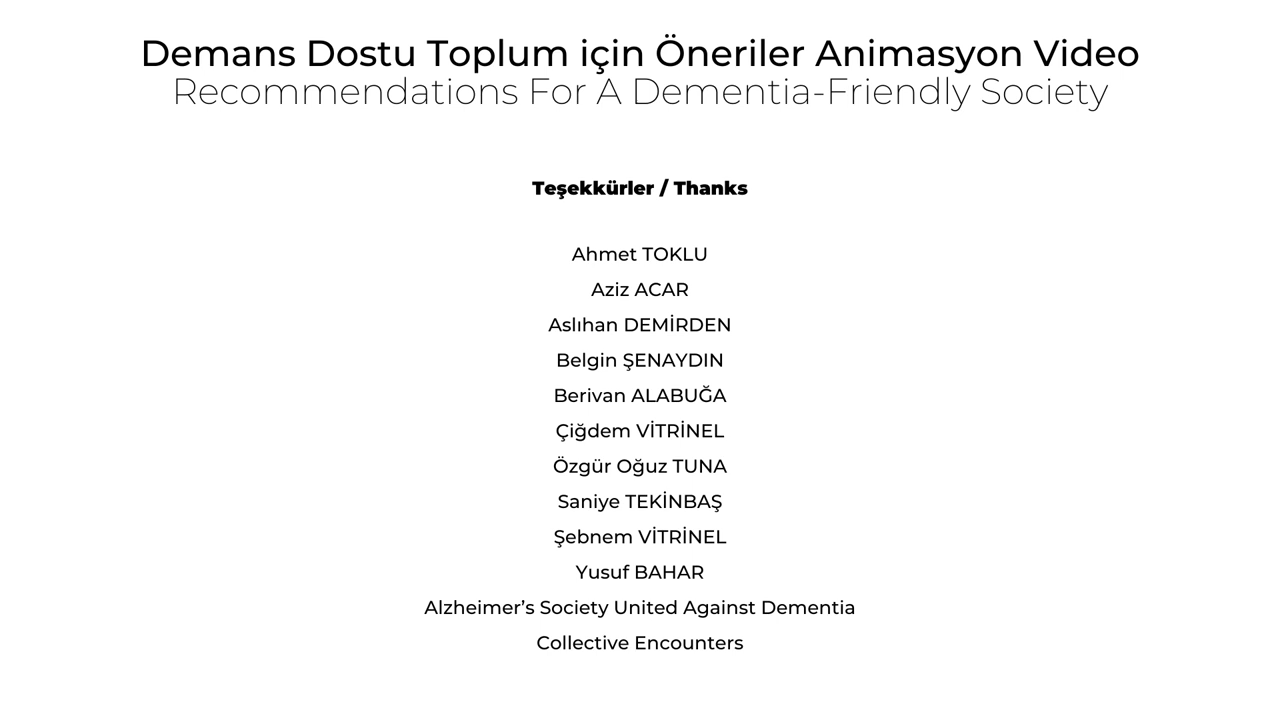 Demans Dostu Toplum için Öneriler Animasyon Video
Recommendations For A Dementia-Friendly Society
Teşekkürler / Thanks
Ahmet TOKLU
Aziz ACAR
Aslıhan DEMİRDEN
Belgin ŞENAYDIN
Berivan ALABUĞA
Çiğdem VİTRİNEL
Özgür Oğuz TUNA
Saniye TEKİNBAŞ
Şebnem VİTRİNEL
Yusuf BAHAR
Alzheimer’s Society United Against Dementia
Collective Encounters